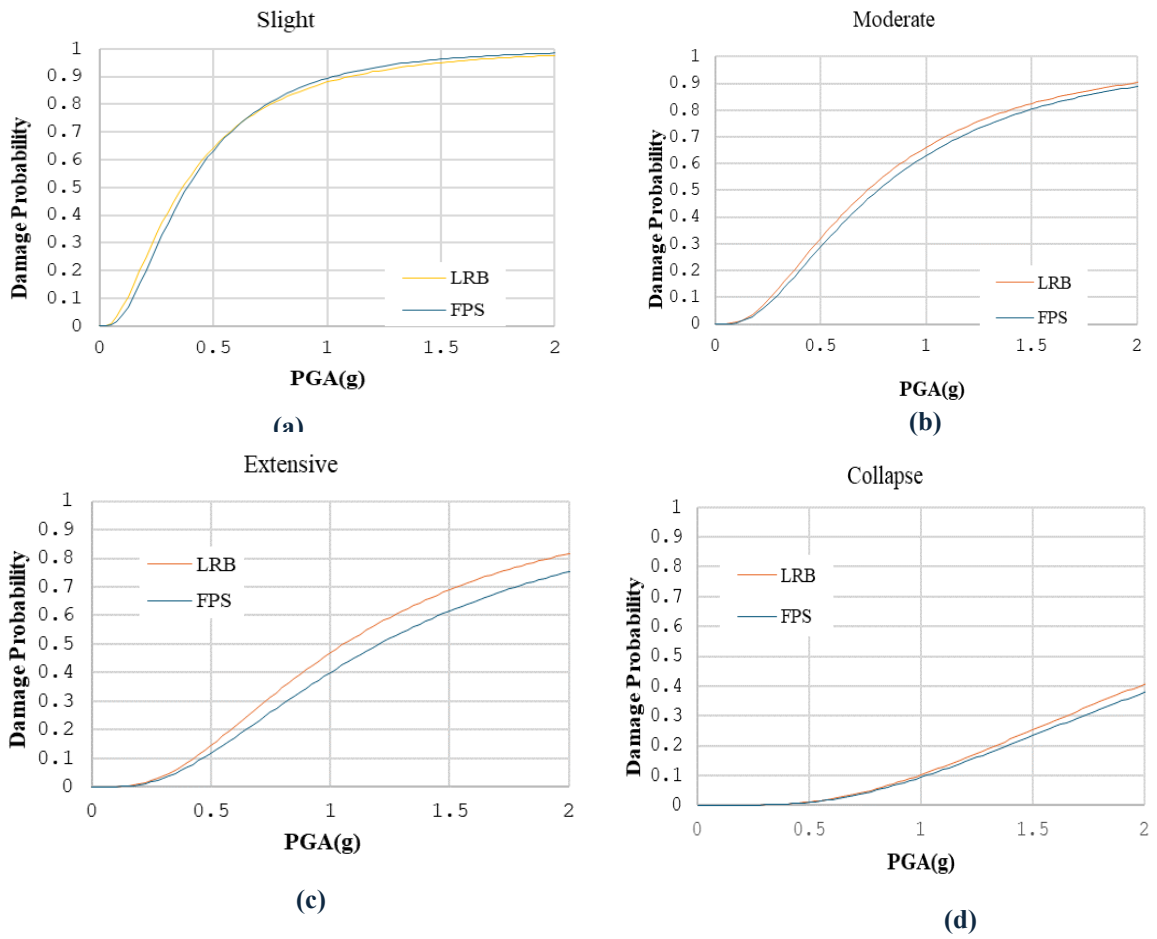 Slight
1
0.9
0.8
0.7
0.6
0.5
0.4
0.3
0.2
0.1
0
Damage Probability
LRB
FPS
0 0.5 1 1.5 2
PGA(g)
(a)
Moderate
1
0.9
0.8
0.7
0.6
0.5
0.4
0.3
0.2
0.1
0
Damage Probability
LRB
FPS
0 0.5 1 1.5 2
PGA(g)
(b)
Extensive
1
0.9
0.8
0.7
0.6
0.5
0.4
0.3
0.2
0.1
0
Damage Probability
LRB
FPS
0 0.5 1 1.5 2
PGA(g)
(c)
Collapse
1
0.9
0.8
0.7
0.6
0.5
0.4
0.3
0.2
0.1
0
Damage Probability
LRB
FPS
0 0.5 1 1.5 2
PGA(g)
(d)